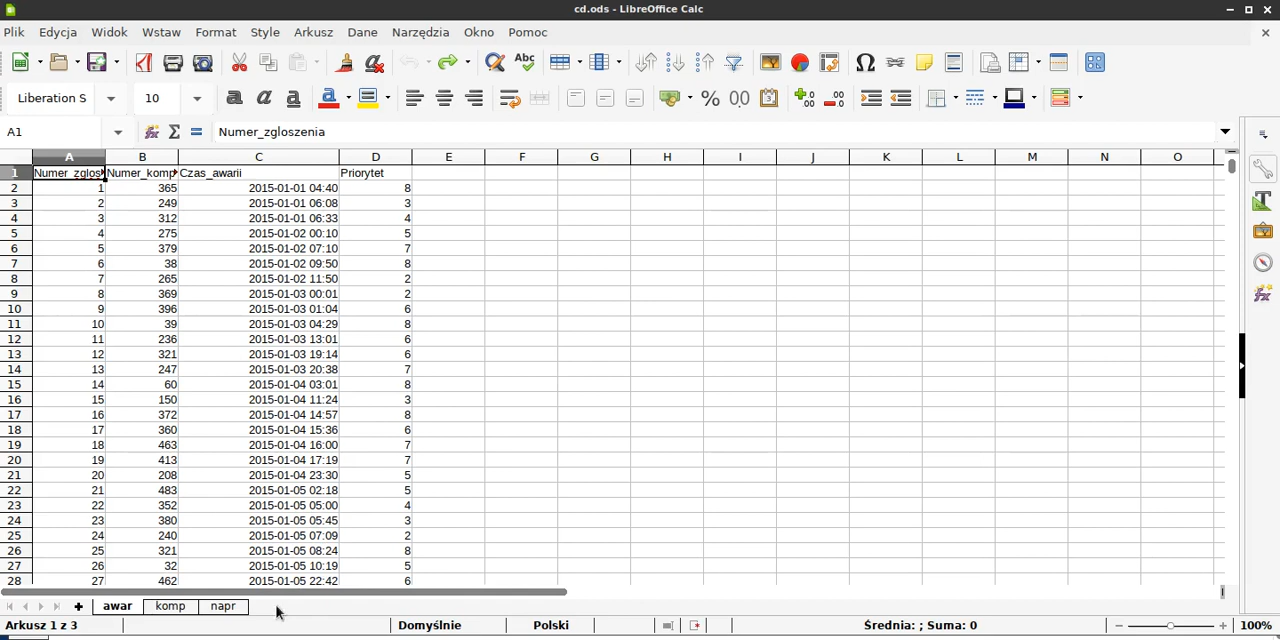 cd.ods - LibreOffice Calc
Plik Edycja Widok Wstaw Format Style Arkusz Dane Narzędzia Okno Pomoc
Liberation S 10
A1 Numer_zgloszenia
A B C D E F G H I J K L M N O
1 Numer_zglos Numer_komp Czas_awarii Priorytet
2 1 365 2015-01-01 04:40 8
3 2 249 2015-01-01 06:08 3
4 3 312 2015-01-01 06:33 4
5 4 275 2015-01-02 00:10 5
6 5 379 2015-01-02 07:10 7
7 6 38 2015-01-02 09:50 8
8 7 265 2015-01-02 11:50 2
9 8 369 2015-01-03 00:01 2
10 9 396 2015-01-03 01:04 6
11 10 39 2015-01-03 04:29 8
12 11 236 2015-01-03 13:01 6
13 12 321 2015-01-03 19:14 6
14 13 247 2015-01-03 20:38 7
15 14 60 2015-01-04 03:01 8
16 15 150 2015-01-04 11:24 3
17 16 372 2015-01-04 14:57 8
18 17 360 2015-01-04 15:36 6
19 18 463 2015-01-04 16:00 7
20 19 413 2015-01-04 17:19 7
21 20 208 2015-01-04 23:30 5
22 21 483 2015-01-05 02:18 5
23 22 352 2015-01-05 05:00 4
24 23 380 2015-01-05 05:45 3
25 24 240 2015-01-05 07:09 2
26 25 321 2015-01-05 08:24 8
27 26 32 2015-01-05 10:19 5
28 27 462 2015-01-05 22:42 6
awar komp napr
Arkusz 1 z 3 Domyślnie Polski Średnia: ; Suma: 0 100%